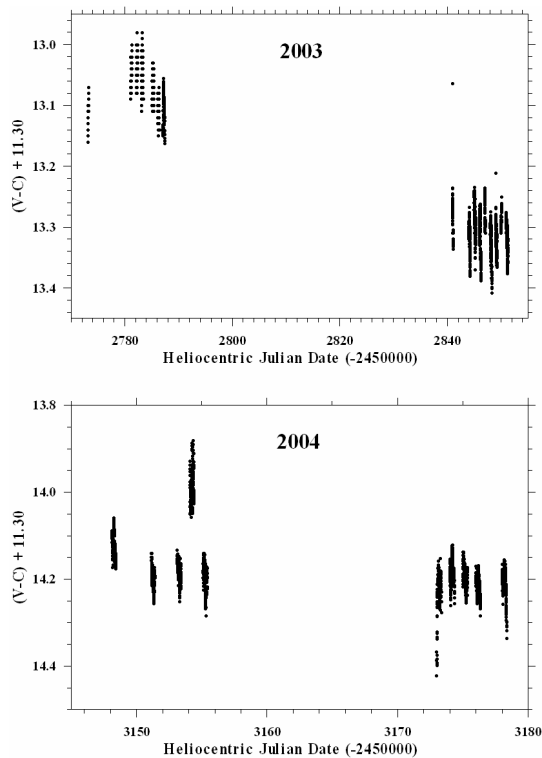 2003
13.0
13.1
13.2
13.3
13.4
(V-C) + 11.30
2780 2800 2820 2840
Heliocentric Julian Date (-2450000)
2004
13.8
14.0
14.2
14.4
(V-C) + 11.30
3150 3160 3170 3180
Heliocentric Julian Date (-2450000)